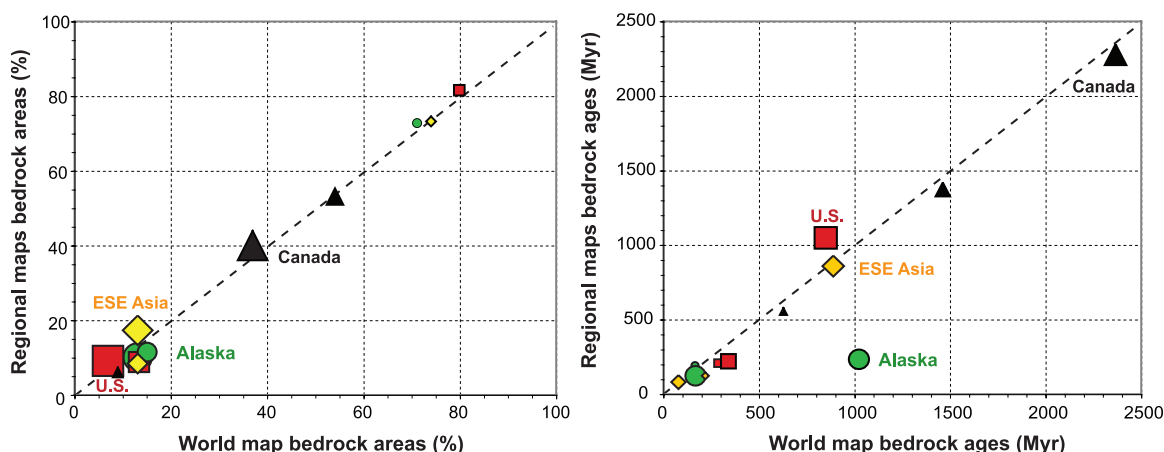 Regional maps bedrock areas (%)
100
80
60
40
20
0
0 20 40 60 80 100
World map bedrock areas (%)
Canada
ESE Asia
Alaska
U.S.
Regional maps bedrock ages (Myr)
2500
2000
1500
1000
500
0
0 500 1000 1500 2000 2500
World map bedrock ages (Myr)
Canada
U.S.
ESE Asia
Alaska